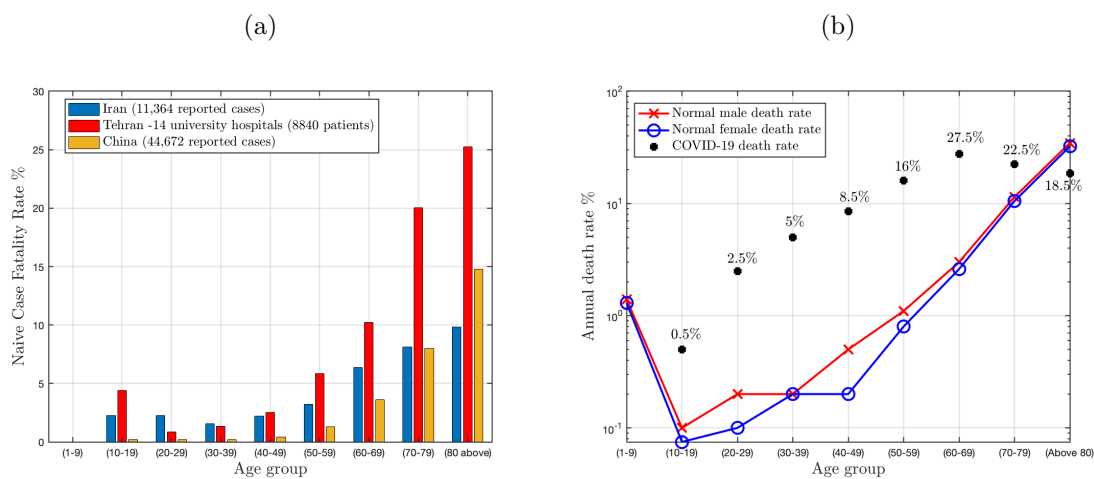 (a)
30
25
20
15
10
5
0
Naive Case Fatality Rate %
Iran (11,364 reported cases)
Tehran -14 university hospitals (8840 patients)
China (44,672 reported cases)
(1-9) (10-19) (20-29) (30-39) (40-49) (50-59) (60-69) (70-79) (80 above)
Age group
(b)
10^2
10^1
10^0
10^-1
Annual death rate %
Normal male death rate
Normal female death rate
COVID-19 death rate
0.5%
2.5%
5%
8.5%
16%
27.5%
22.5%
18.5%
(1-9) (10-19) (20-29) (30-39) (40-49) (50-59) (60-69) (70-79) (Above 80)
Age group